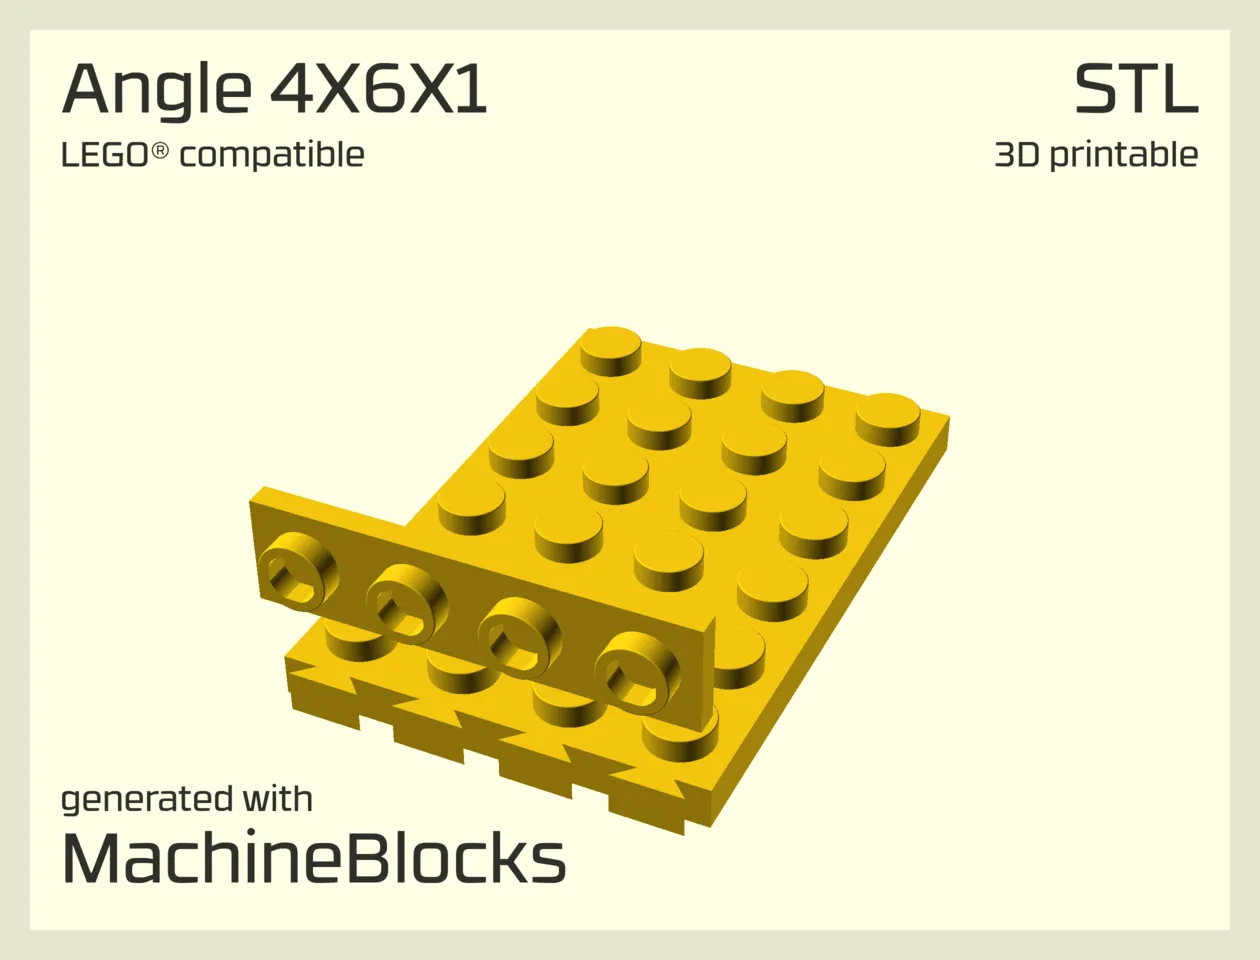 Angle 4X6X1
LEGO® compatible
STL
3D printable
generated with
MachineBlocks